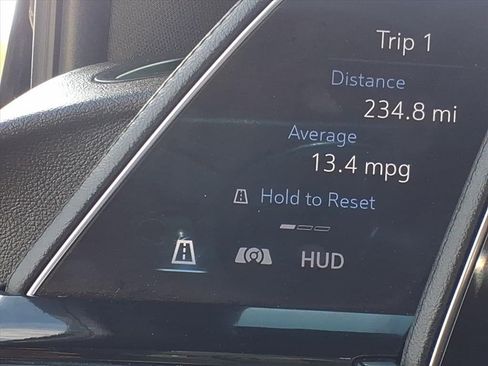 Trip 1
Distance
234.8 mi
Average
13.4 mpg
Hold to Reset
HUD